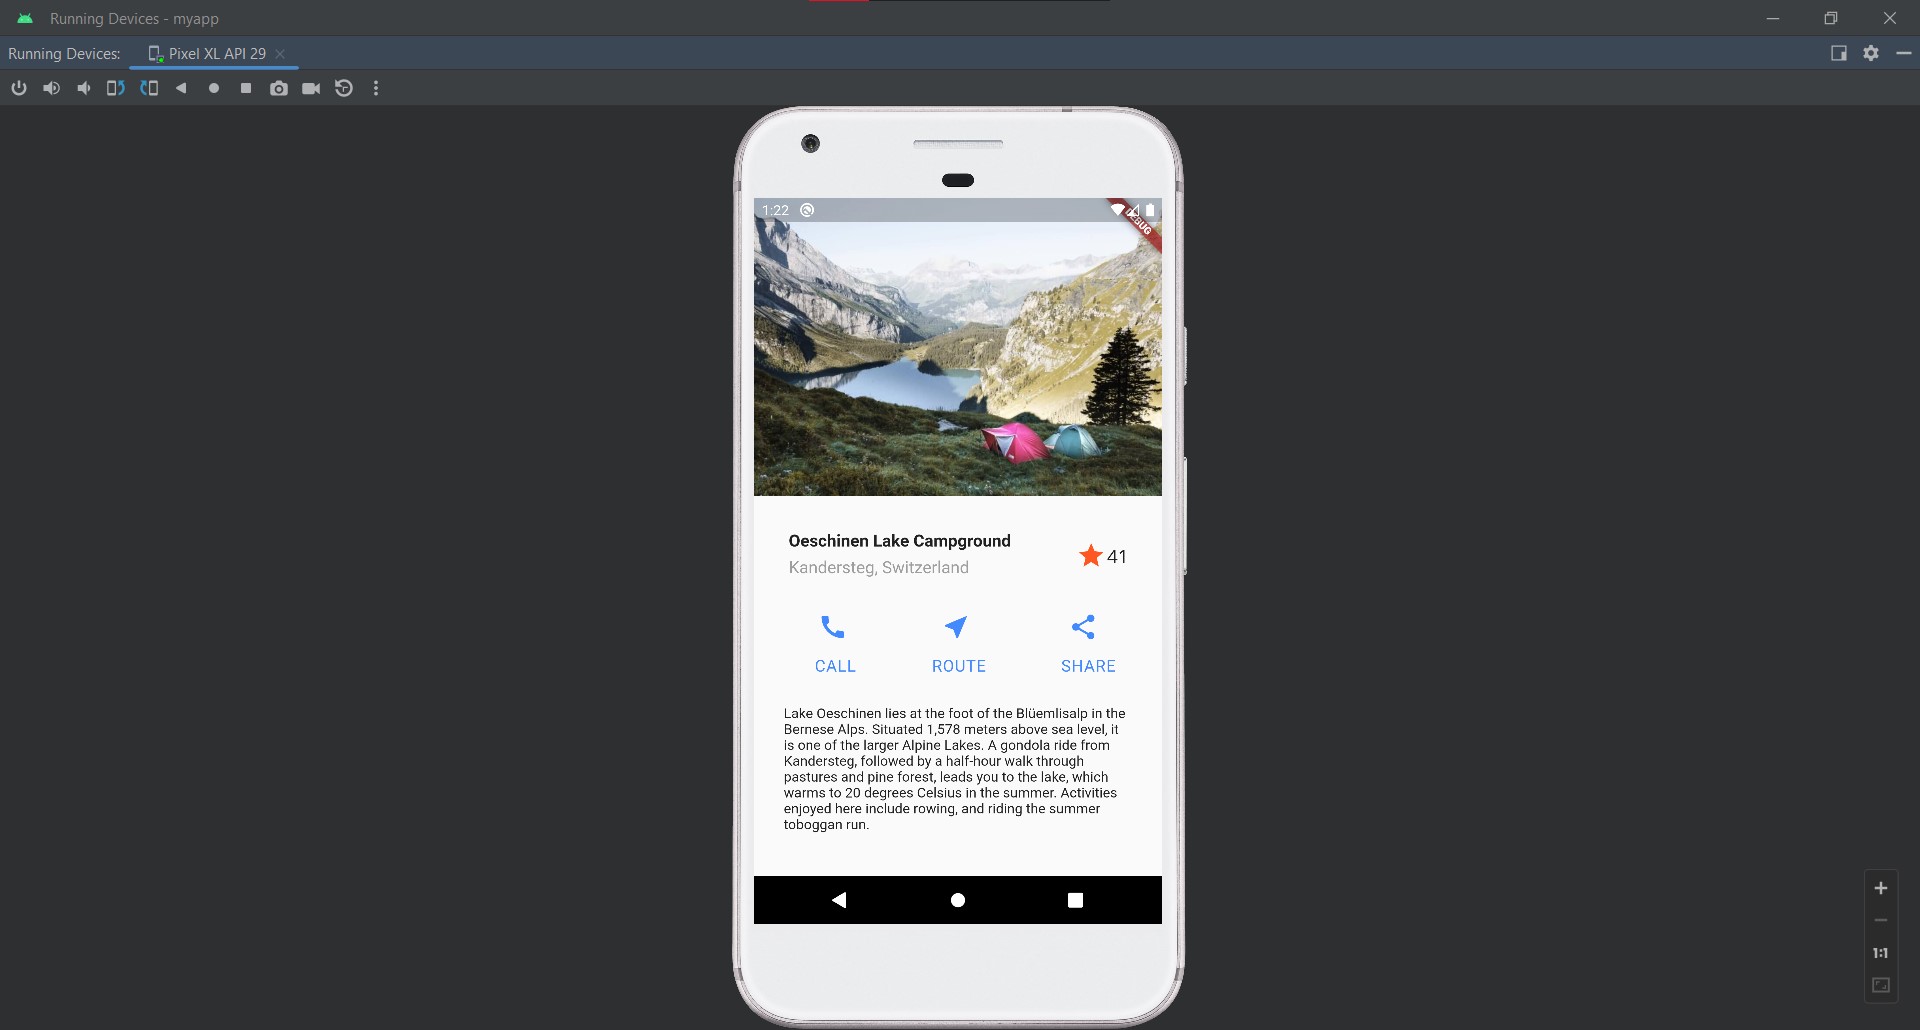 Running Devices - myapp
Running Devices:
Pixel XL API 29
1:22
DEBUG
Oeschinen Lake Campground
Kandersteg, Switzerland
41
CALL
ROUTE
SHARE
Lake Oeschinen lies at the foot of the Blüemlisalp in the
Bernese Alps. Situated 1,578 meters above sea level, it
is one of the larger Alpine Lakes. A gondola ride from
Kandersteg, followed by a half-hour walk through
pastures and pine forest, leads you to the lake, which
warms to 20 degrees Celsius in the summer. Activities
enjoyed here include rowing, and riding the summer
toboggan run.
1:1